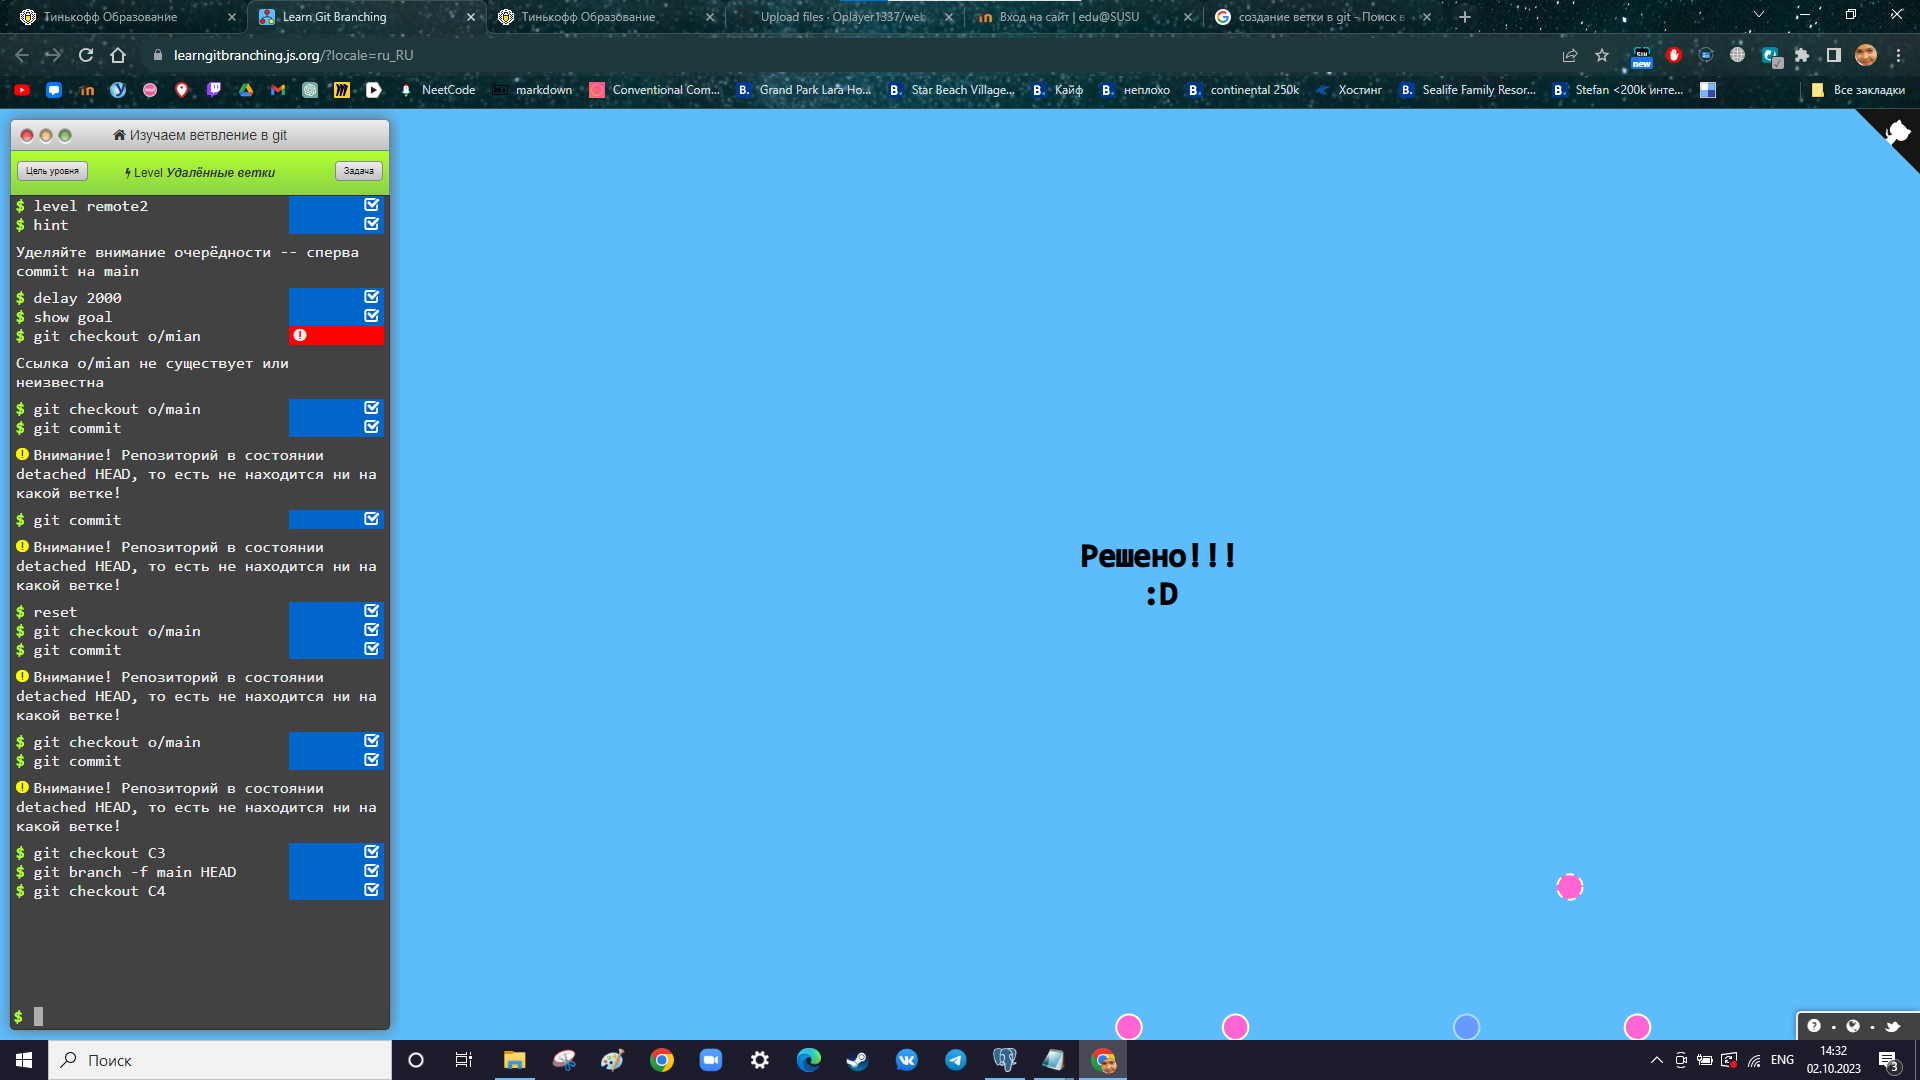 Тинькофф Образование
Learn Git Branching
Тинькофф Образование
Upload files · Oplayer1337/web
Вход на сайт | edu@SUSU
создание ветки в git - Поиск в
learngitbranching.js.org/?locale=ru_RU
new
NeetCode
markdown
Conventional Com...
B. Grand Park Lara Ho...
B. Star Beach Village...
B. Кайф
B. неплохо
B. continental 250k
Хостинг
B. Sealife Family Resor...
B. Stefan <200k инте...
Все закладки
Изучаем ветвление в git
Цель уровня
Level Удалённые ветки
Задача
$ level remote2
$ hint
Уделяйте внимание очерёдности -- сперва
commit на main
$ delay 2000
$ show goal
$ git checkout o/mian
Ссылка o/mian не существует или
неизвестна
$ git checkout o/main
$ git commit
Внимание! Репозиторий в состоянии
detached HEAD, то есть не находится ни на
какой ветке!
$ git commit
Внимание! Репозиторий в состоянии
detached HEAD, то есть не находится ни на
какой ветке!
$ reset
$ git checkout o/main
$ git commit
Внимание! Репозиторий в состоянии
detached HEAD, то есть не находится ни на
какой ветке!
$ git checkout o/main
$ git commit
Внимание! Репозиторий в состоянии
detached HEAD, то есть не находится ни на
какой ветке!
$ git checkout C3
$ git branch -f main HEAD
$ git checkout C4
$
Решено!!!
:D
Поиск
ENG
14:32
02.10.2023
3